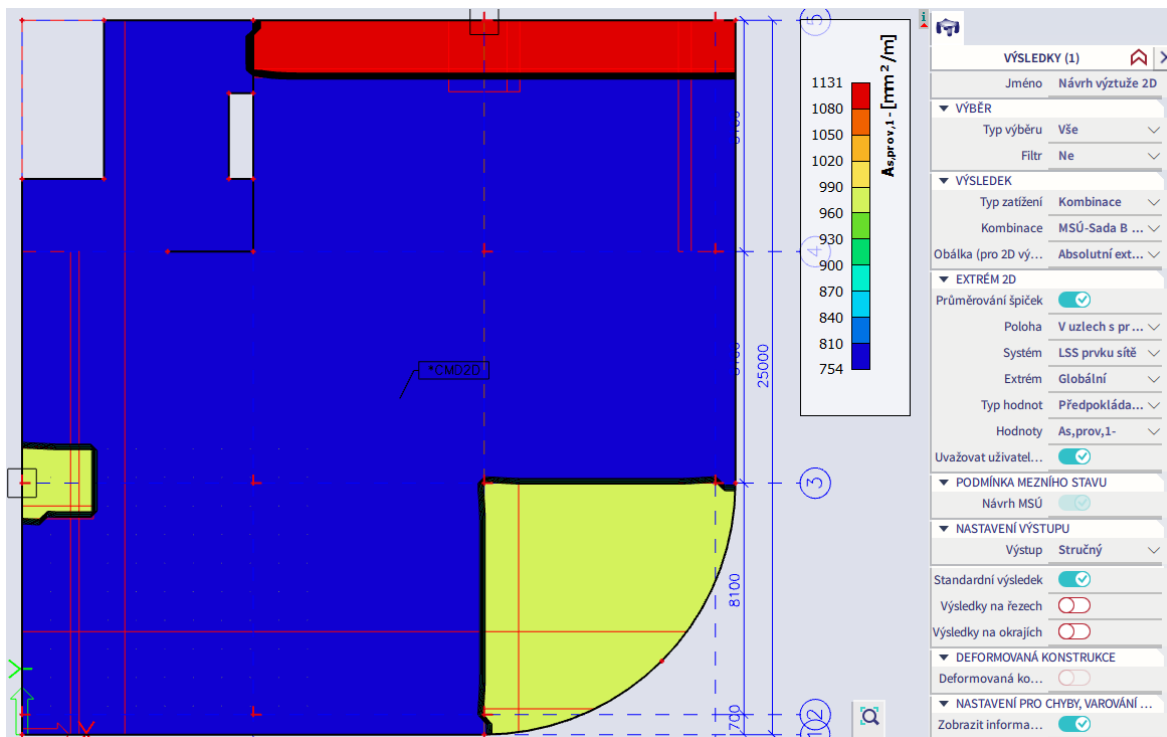 5
4
3
2
25000
8100
700
*CMD2D
As,prov,1- [mm²/m]
1131
1080
1050
1020
990
960
930
900
870
840
810
754
VÝSLEDKY (1)
Jméno Návrh výztuže 2D
VÝBĚR
Typ výběru Vše
Filtr Ne
VÝSLEDEK
Typ zatížení Kombinace
Kombinace MSÚ-Sada B ...
Obálka (pro 2D vý... Absolutní ext...
EXTRÉM 2D
Průměrování špiček
Poloha V uzlech s pr ...
Systém LSS prvku sítě
Extrém Globální
Typ hodnot Předpokláda...
Hodnoty As,prov,1-
Uvažovat uživatel...
PODMÍNKA MEZNÍHO STAVU
Návrh MSÚ
NASTAVENÍ VÝSTUPU
Výstup Stručný
Standardní výsledek
Výsledky na řezech
Výsledky na okrajích
DEFORMOVANÁ KONSTRUKCE
Deformovaná ko...
NASTAVENÍ PRO CHYBY, VAROVÁNÍ ...
Zobrazit informa...